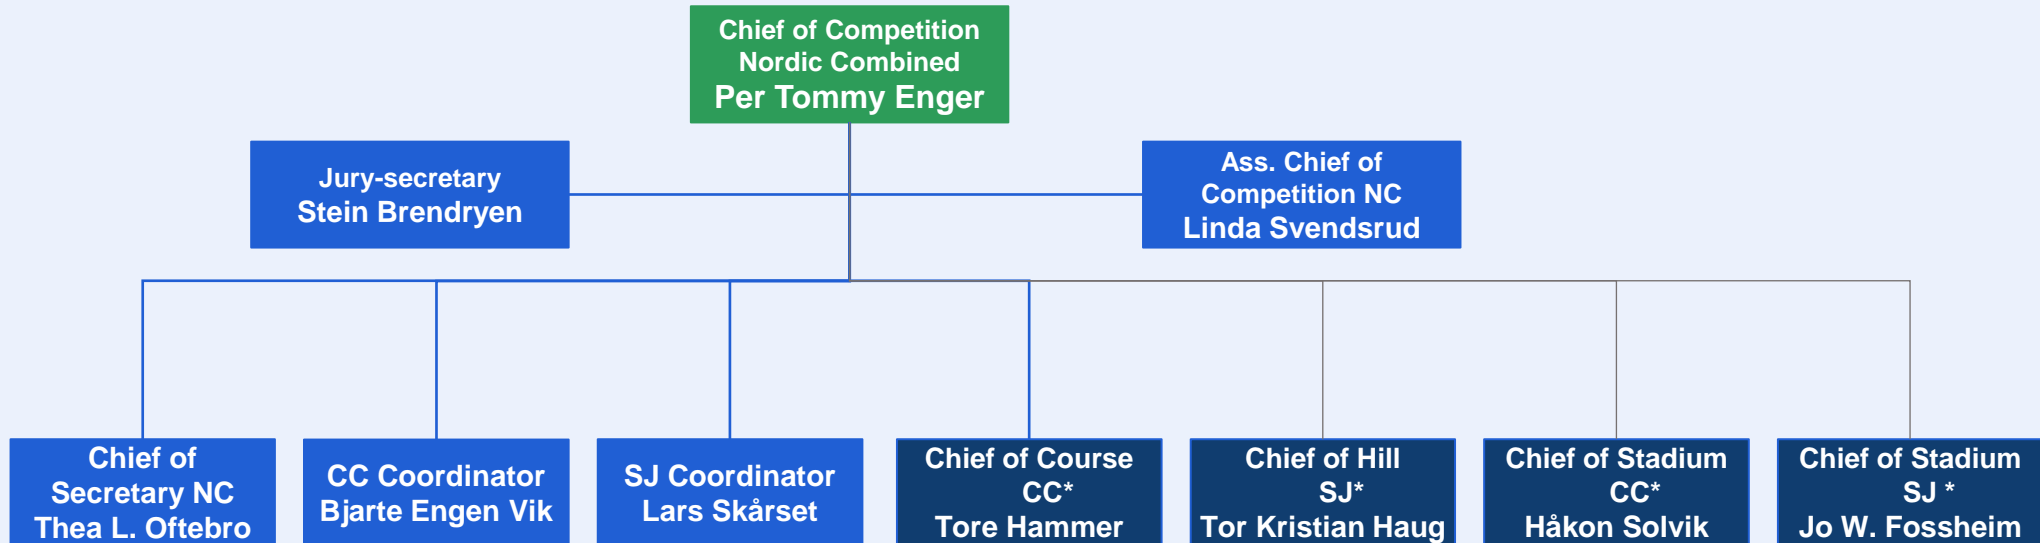 Chief of Competition
Nordic Combined
Per Tommy Enger
Jury-secretary
Stein Brendryen
Ass. Chief of
Competition NC
Linda Svendsrud
Chief of
Secretary NC
Thea L. Oftebro
CC Coordinator
Bjarte Engen Vik
SJ Coordinator
Lars Skårset
Chief of Course
CC*
Tore Hammer
Chief of Hill
SJ*
Tor Kristian Haug
Chief of Stadium
CC*
Håkon Solvik
Chief of Stadium
SJ *
Jo W. Fossheim